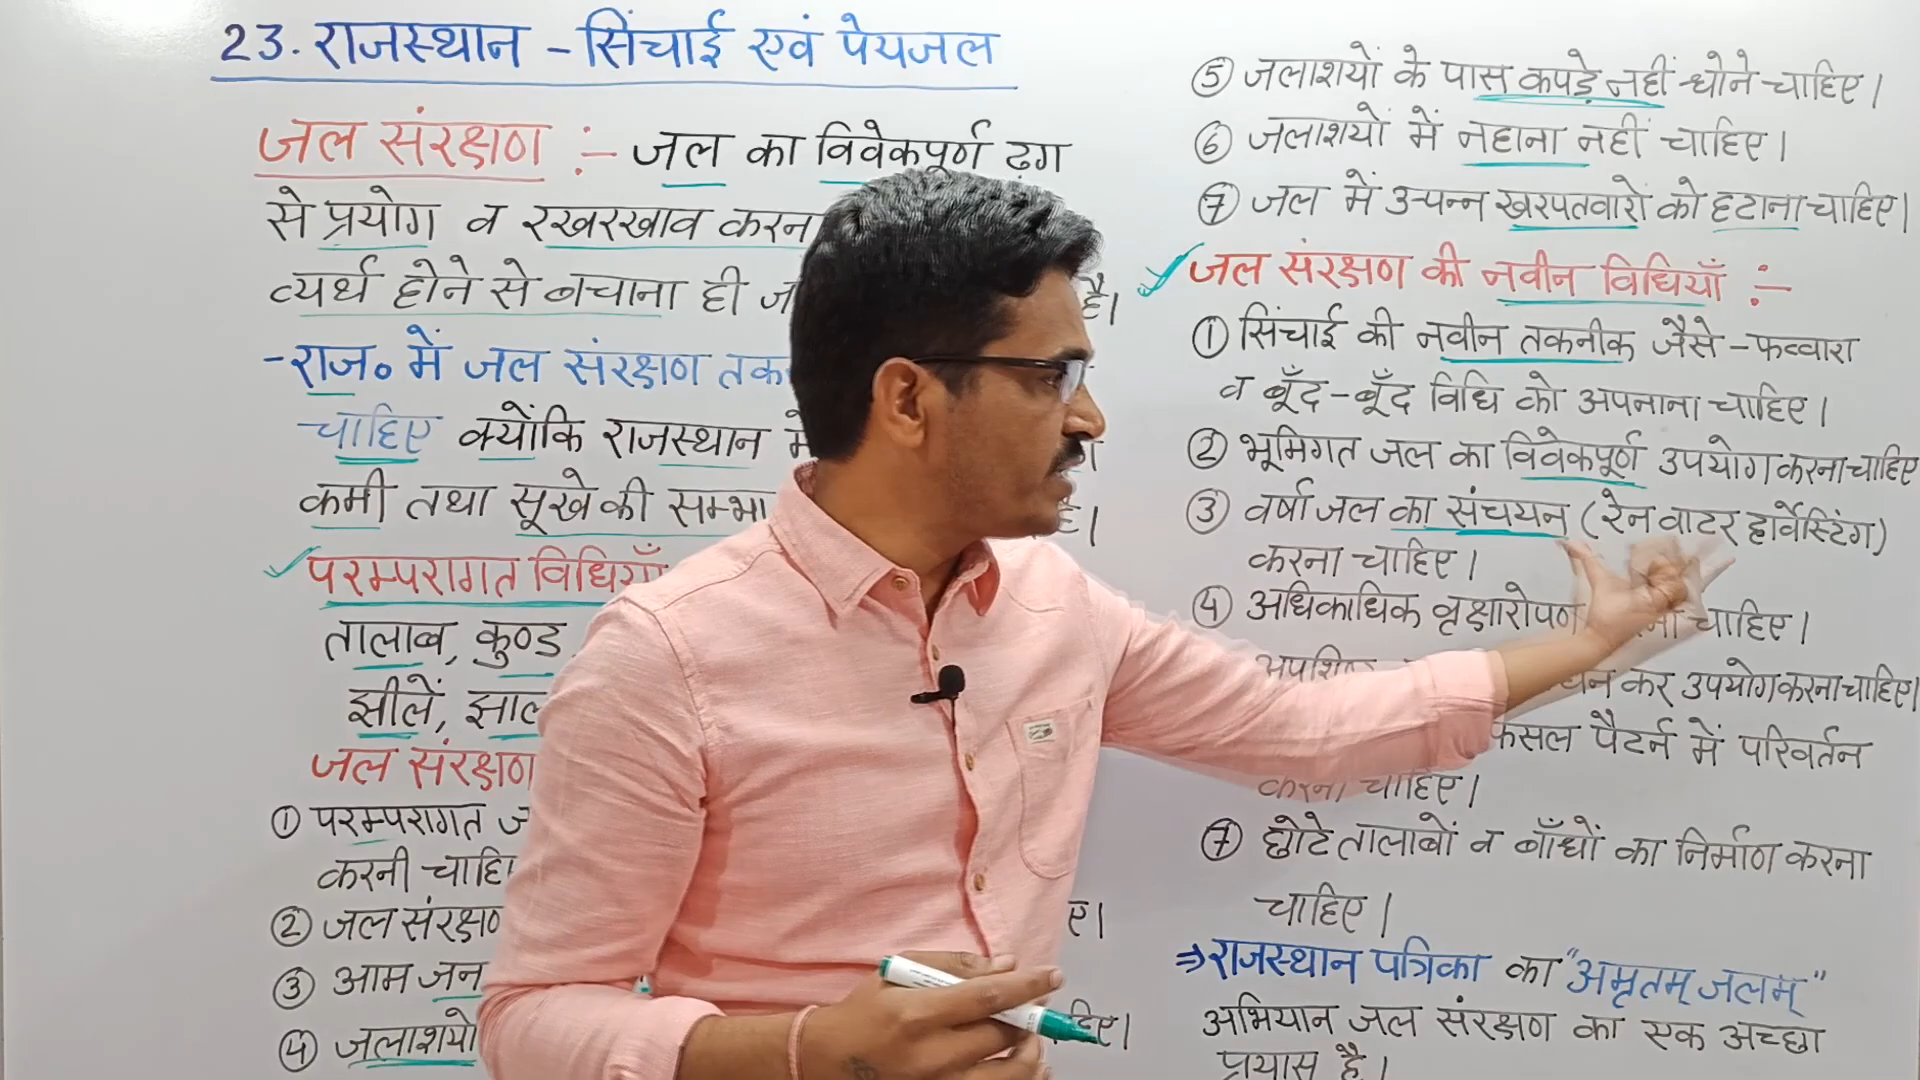 23. राजस्थान - सिंचाई एवं पेयजल
जल संरक्षण :- जल का विवेकपूर्ण ढ़ग
से प्रयोग व रखरखाव करन
व्यर्थ होने से बचाना ही ज है।
- राज० में जल संरक्षण तक
चाहिए क्योंकि राजस्थान मे
कमी तथा सूखे की सम्भा है।
परम्परागत विधियाँ
तालाब, कुण्ड,
झीलें, झाल
जल संरक्षण
① परम्परागत ज
करनी चाहि
② जल संरक्षण ए।
③ आम जन
④ जलाशयो हिए।
⑤ जलाशयों के पास कपड़े नहीं धोने चाहिए।
⑥ जलाशयों में नहाना नहीं चाहिए।
⑦ जल में उत्पन्न खरपतवारों को हटाना चाहिए।
जल संरक्षण की नवीन विधियाँ :-
① सिंचाई की नवीन तकनीक जैसे - फव्वारा
व बूँद-बूँद विधि को अपनाना चाहिए।
② भूमिगत जल का विवेकपूर्ण उपयोग करना चाहिए
③ वर्षा जल का संचयन (रेन वाटर हार्वेस्टिंग)
करना चाहिए।
④ अधिकाधिक वृक्षारोपण चाहिए।
कर उपयोग करना चाहिए।
फसल पैटर्न में परिवर्तन
करना चाहिए।
⑦ छोटे तालाबों व बाँधों का निर्माण करना
चाहिए।
⇒ राजस्थान पत्रिका का "अमृतम् जलम्"
अभियान जल संरक्षण का एक अच्छा
प्रयास है।